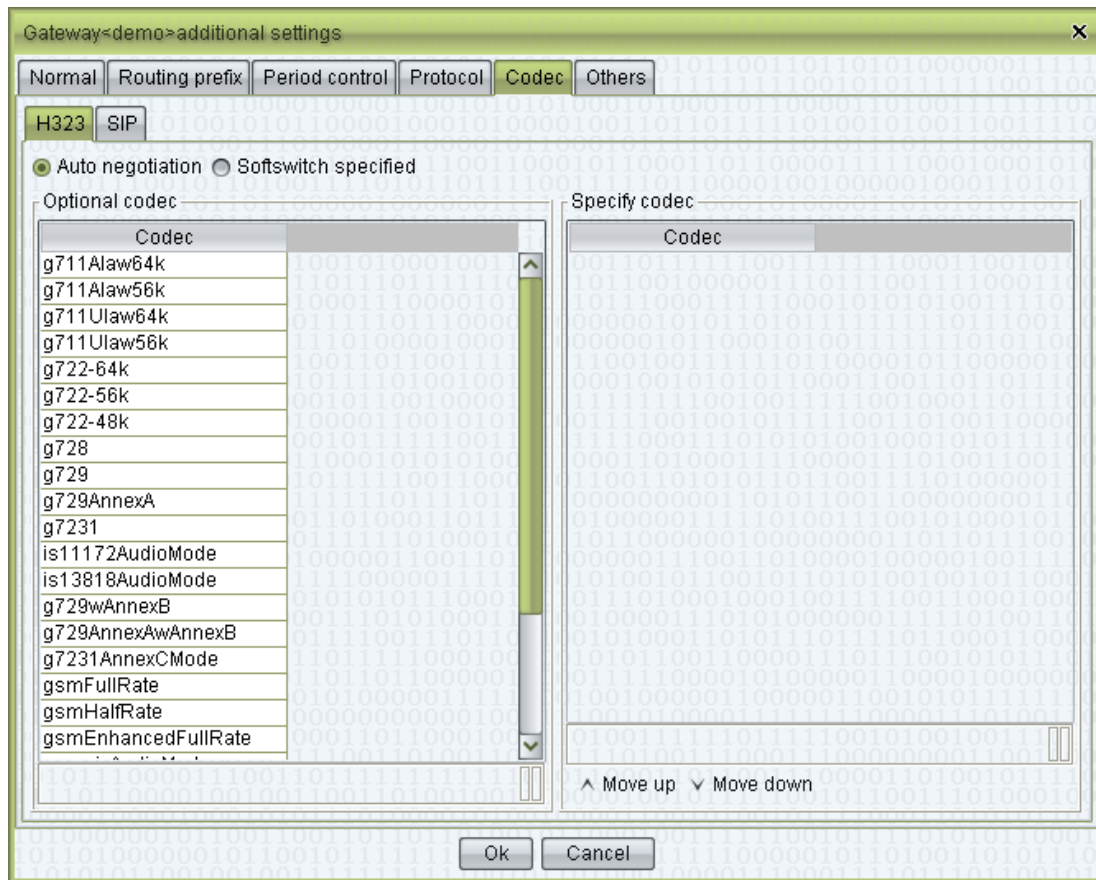 Gateway<demo>additional settings
Normal Routing prefix Period control Protocol Codec Others
H323 SIP
Auto negotiation Softswitch specified
Optional codec
Codec
g711Alaw64k
g711Alaw56k
g711Ulaw64k
g711Ulaw56k
g722-64k
g722-56k
g722-48k
g728
g729
g729AnnexA
g7231
is11172AudioMode
is13818AudioMode
g729wAnnexB
g729AnnexAwAnnexB
g7231AnnexCMode
gsmFullRate
gsmHalfRate
gsmEnhancedFullRate
Specify codec
Codec
Move up Move down
Ok Cancel